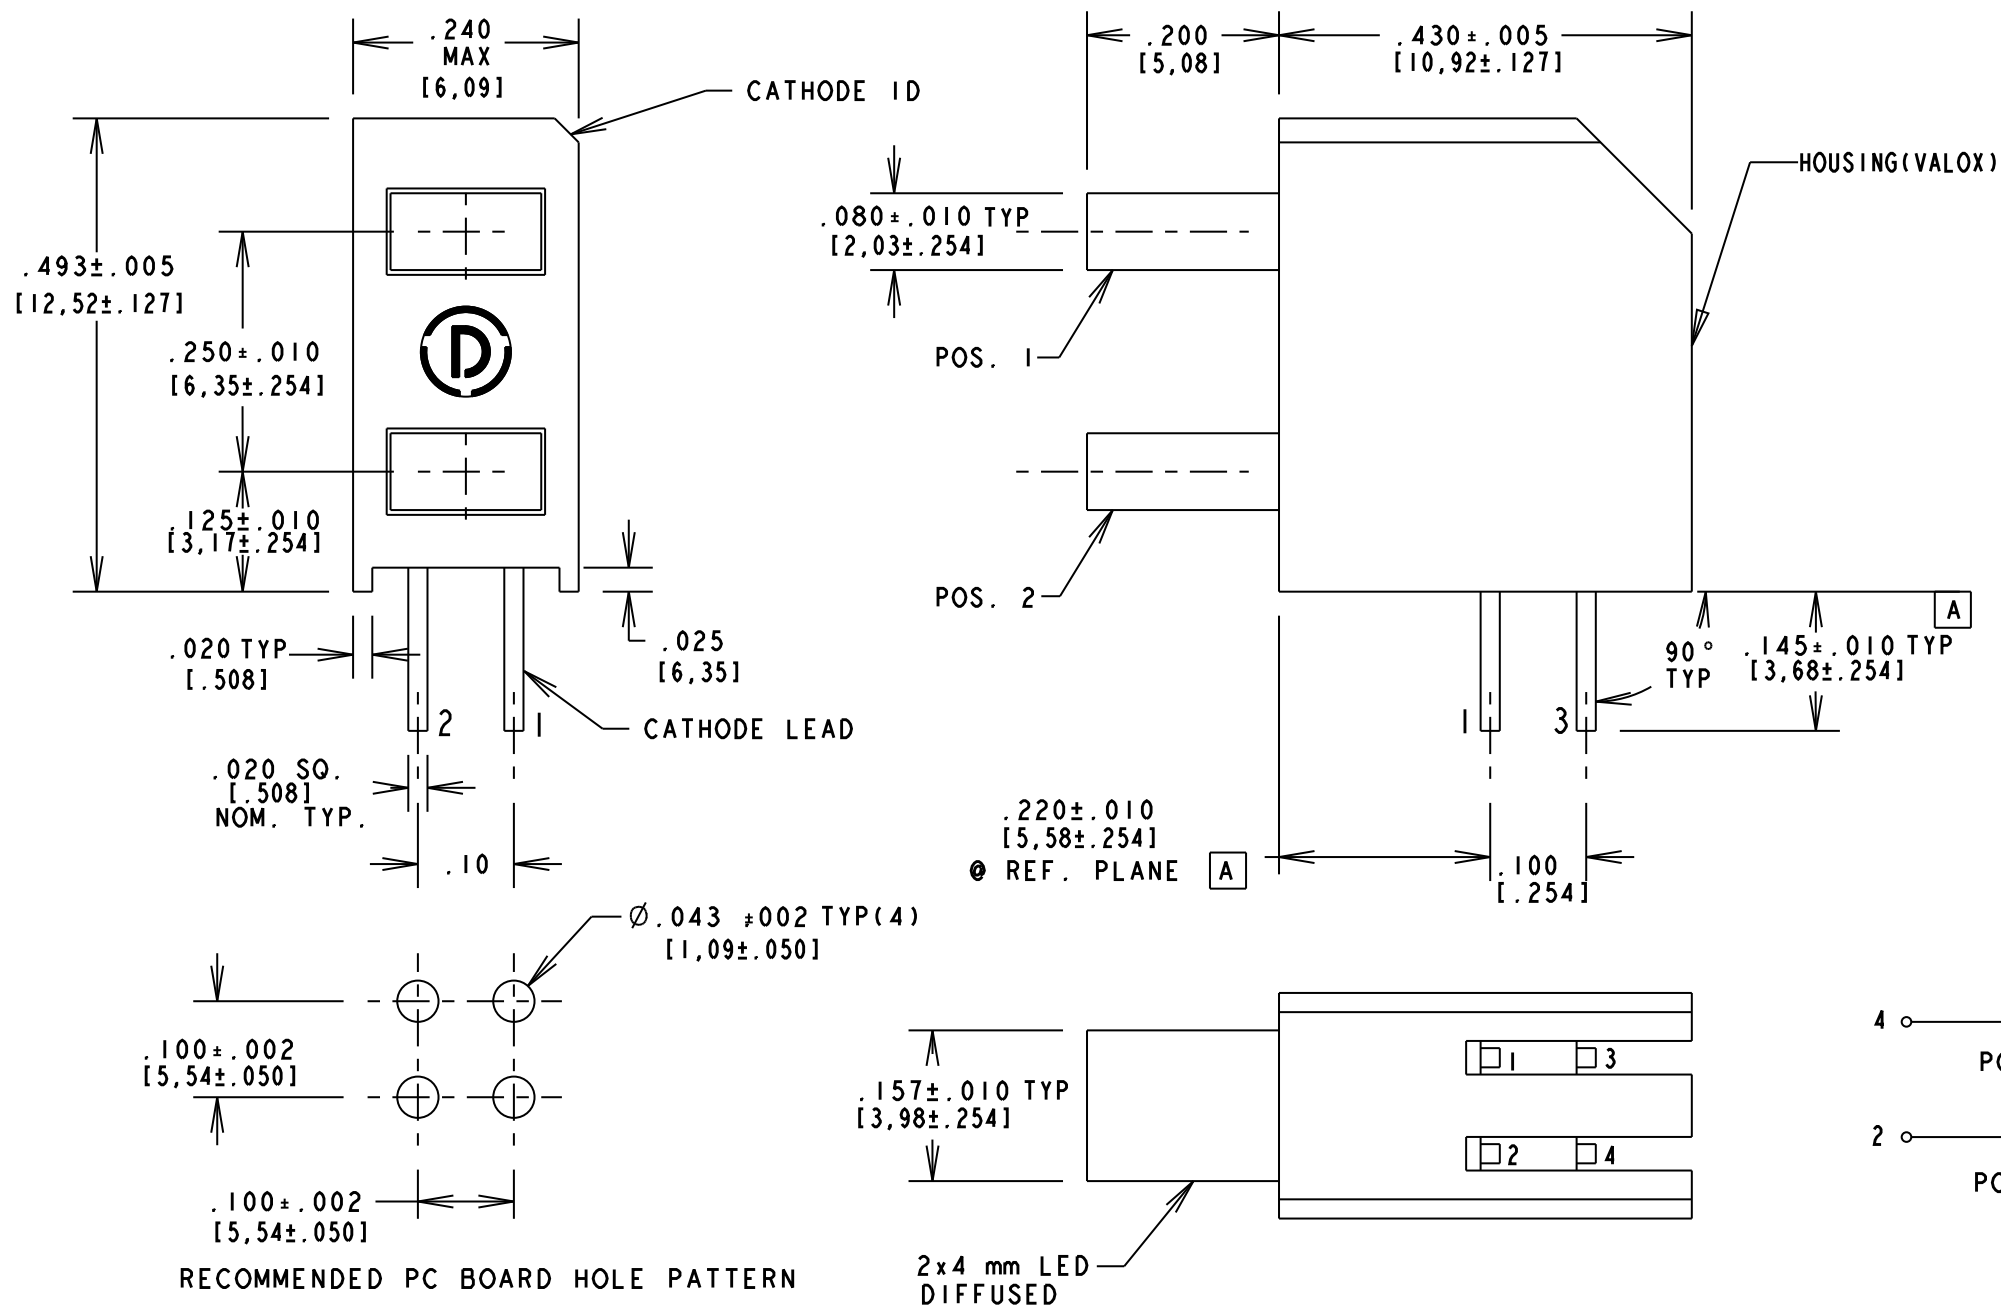 .240
MAX
[6,09]
CATHODE ID
.493±.005
[12,52±.127]
.250±.010
[6,35±.254]
.125±.010
[3,17±.254]
D
.020 TYP
[.508]
.025
[6,35]
2
1
CATHODE LEAD
.020 SQ.
[.508]
NOM. TYP.
.10
.200
[5,08]
.430±.005
[10,92±.127]
HOUSING(VALOX)
.080±.010 TYP
[2,03±.254]
POS. 1
POS. 2
A
90°
TYP
.145±.010 TYP
[3,68±.254]
1
3
.220±.010
[5,58±.254]
@ REF. PLANE A
.100
[.254]
Ø.043 ±002 TYP(4)
[1,09±.050]
.100±.002
[5,54±.050]
.100±.002
[5,54±.050]
RECOMMENDED PC BOARD HOLE PATTERN
.157±.010 TYP
[3,98±.254]
1
3
2
4
2x4 mm LED
DIFFUSED
4
2